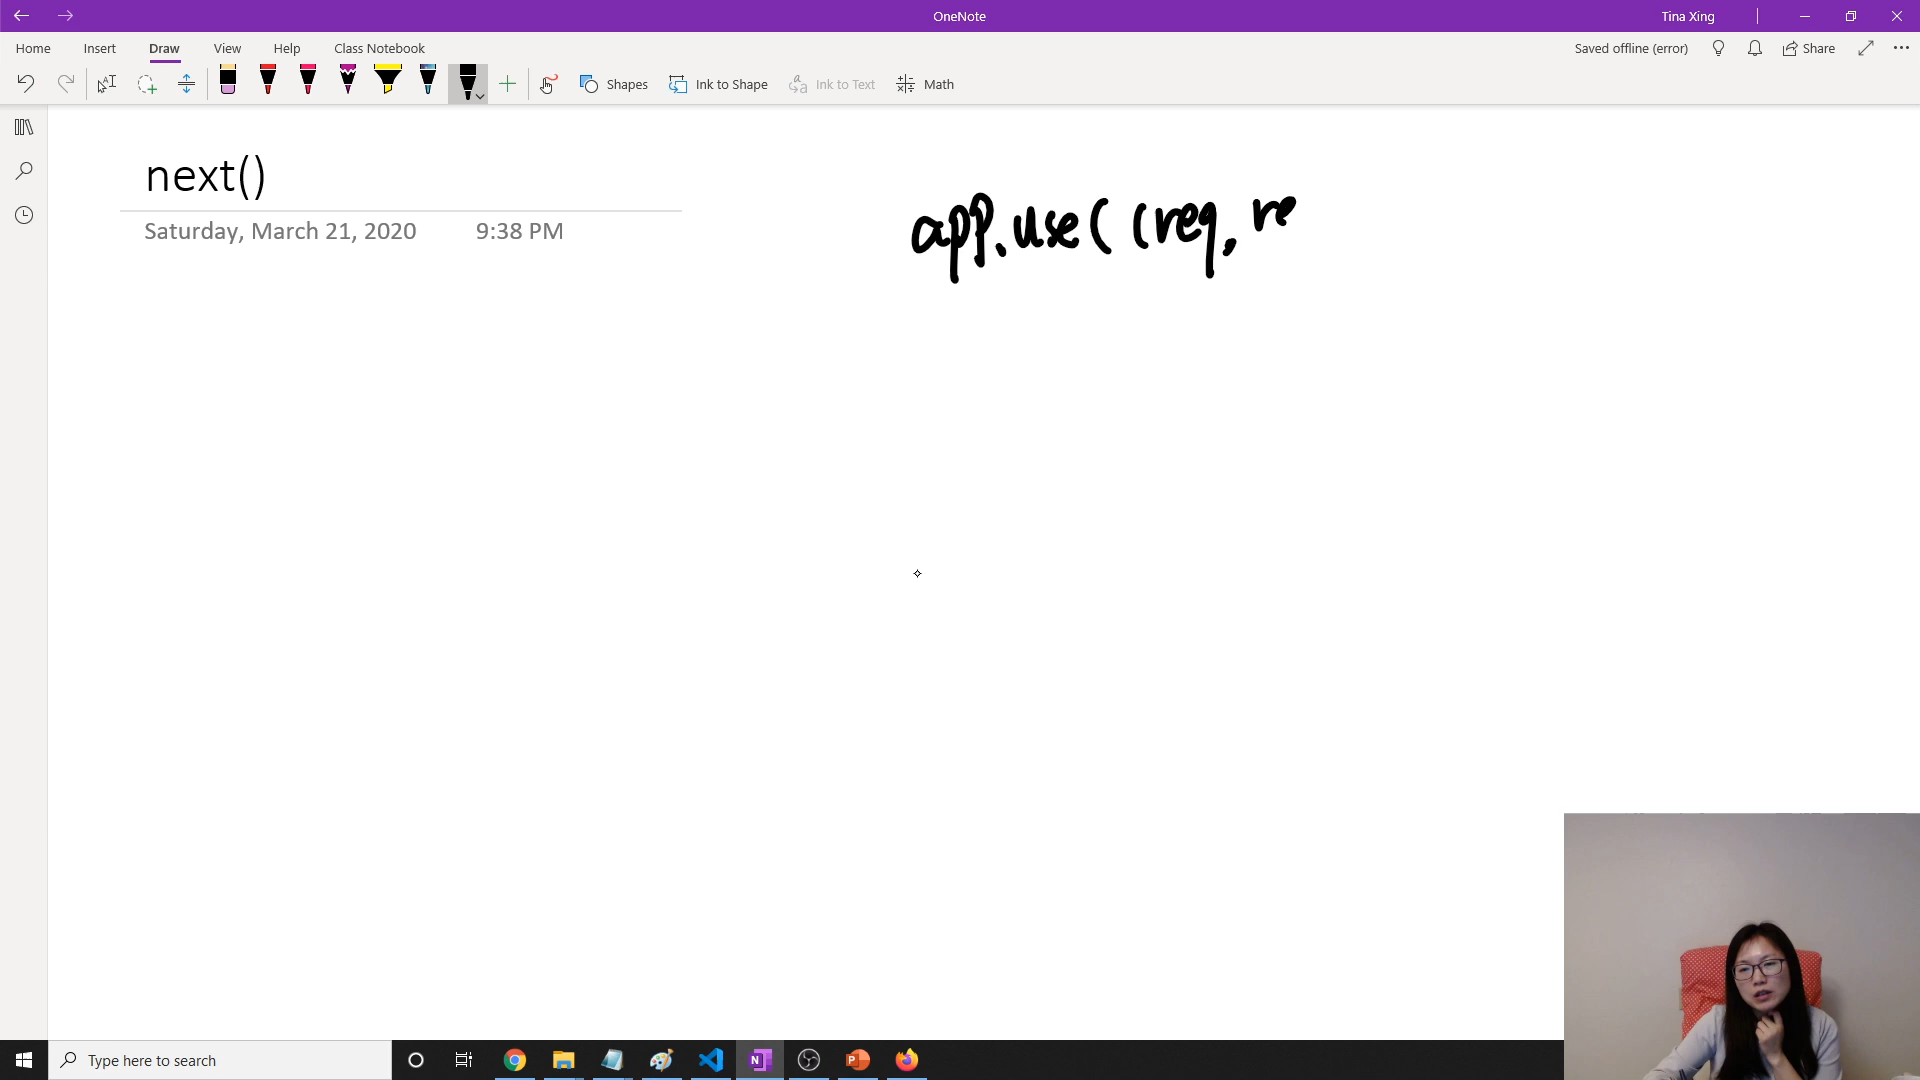 OneNote
Tina Xing
Home Insert Draw View Help Class Notebook
Saved offline (error)
Share
Shapes
Ink to Shape
Ink to Text
Math
next()
Saturday, March 21, 2020 9:38 PM
app.use( (req, re
Type here to search